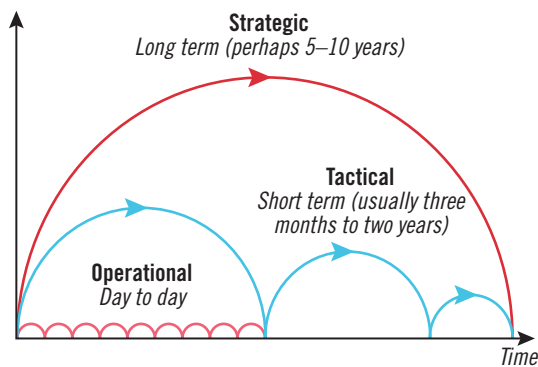 Strategic
Long term (perhaps 5–10 years)
Tactical
Short term (usually three
months to two years)
Operational
Day to day
Time